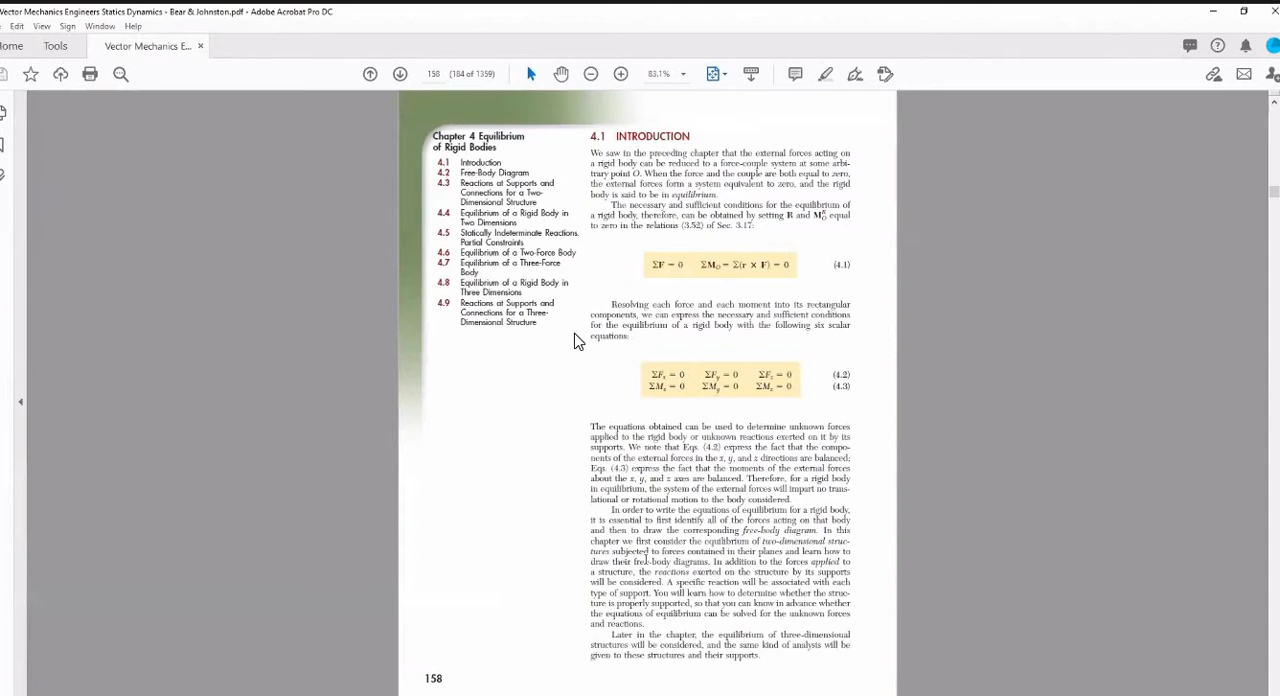 Vector Mechanics Engineers Statics Dynamics - Bear & Johnston.pdf - Adobe Acrobat Pro DC
Edit View Sign Window Help
ome Tools Vector Mechanics E... ×
158 (184 of 1359) 83.1%
Chapter 4 Equilibrium
of Rigid Bodies
4.1 Introduction
4.2 Free-Body Diagram
4.3 Reactions at Supports and
Connections for a Two-
Dimensional Structure
4.4 Equilibrium of a Rigid Body in
Two Dimensions
4.5 Statically Indeterminate Reactions.
Partial Constraints
4.6 Equilibrium of a Two-Force Body
4.7 Equilibrium of a Three-Force
Body
4.8 Equilibrium of a Rigid Body in
Three Dimensions
4.9 Reactions at Supports and
Connections for a Three-
Dimensional Structure
4.1 INTRODUCTION
We saw in the preceding chapter that the external forces acting on
a rigid body can be reduced to a force-couple system at some arbi-
trary point O. When the force and the couple are both equal to zero,
the external forces form a system equivalent to zero, and the rigid
body is said to be in equilibrium.
The necessary and sufficient conditions for the equilibrium of
a rigid body, therefore, can be obtained by setting R and M_O^R equal
to zero in the relations (3.52) of Sec. 3.17:
ΣF = 0 ΣM_O = Σ(r × F) = 0 (4.1)
Resolving each force and each moment into its rectangular
components, we can express the necessary and sufficient conditions
for the equilibrium of a rigid body with the following six scalar
equations:
ΣF_x = 0 ΣF_y = 0 ΣF_z = 0 (4.2)
ΣM_x = 0 ΣM_y = 0 ΣM_z = 0 (4.3)
The equations obtained can be used to determine unknown forces
applied to the rigid body or unknown reactions exerted on it by its
supports. We note that Eqs. (4.2) express the fact that the compo-
nents of the external forces in the x, y, and z directions are balanced;
Eqs. (4.3) express the fact that the moments of the external forces
about the x, y, and z axes are balanced. Therefore, for a rigid body
in equilibrium, the system of the external forces will impart no trans-
lational or rotational motion to the body considered.
In order to write the equations of equilibrium for a rigid body,
it is essential to first identify all of the forces acting on that body
and then to draw the corresponding free-body diagram. In this
chapter we first consider the equilibrium of two-dimensional struc-
tures subjected to forces contained in their planes and learn how to
draw their free-body diagrams. In addition to the forces applied to
a structure, the reactions exerted on the structure by its supports
will be considered. A specific reaction will be associated with each
type of support. You will learn how to determine whether the struc-
ture is properly supported, so that you can know in advance whether
the equations of equilibrium can be solved for the unknown forces
and reactions.
Later in the chapter, the equilibrium of three-dimensional
structures will be considered, and the same kind of analysis will be
given to these structures and their supports.
158